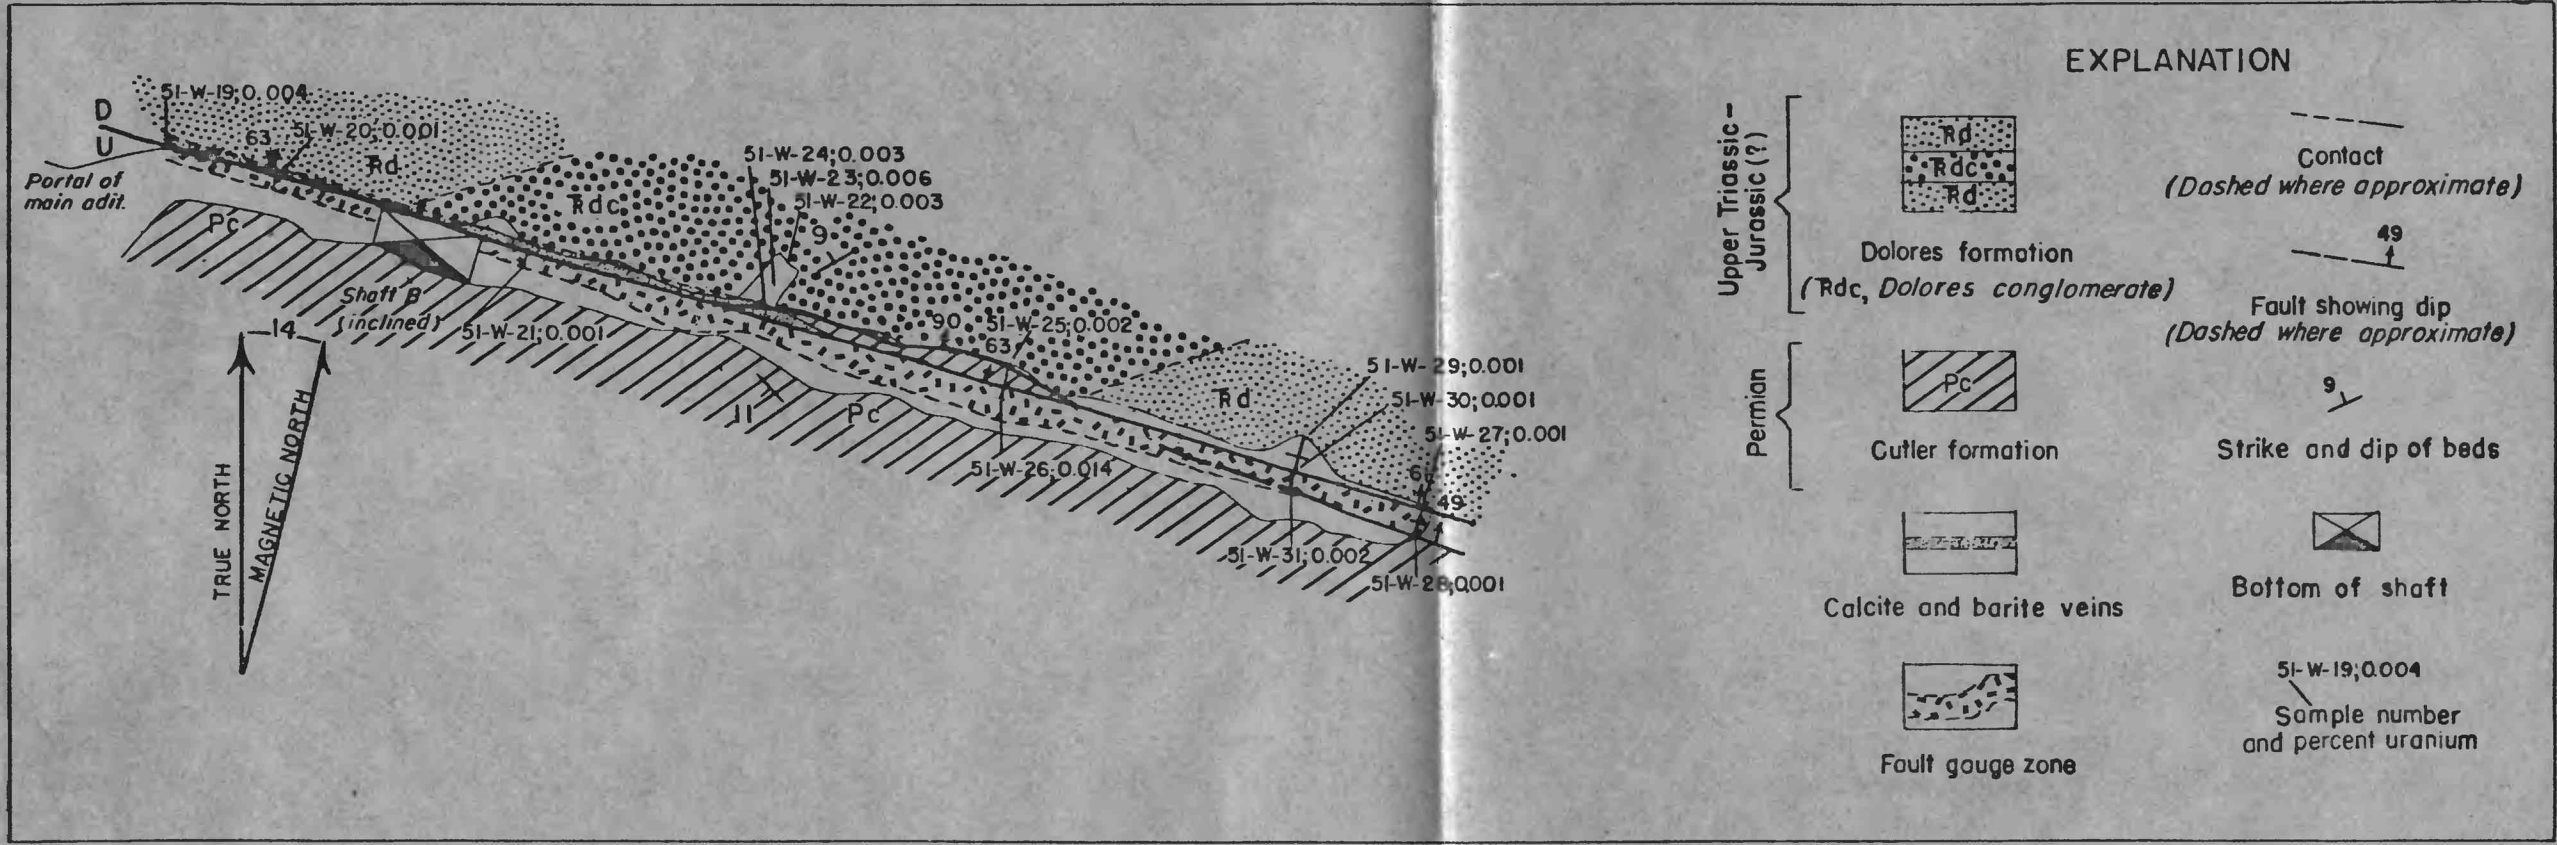 51-W-19;0.004
D
U
63
51-W-20;0.001
Ꞧd
Portal of
main adit.
Pc
Shaft B
(inclined)
51-W-21;0.001
Ꞧdc
51-W-24;0.003
51-W-23;0.006
51-W-22;0.003
9
90
51-W-25;0.002
63
11
Pc
51-W-26;0.014
Ꞧd
51-W-29;0.001
51-W-30;0.001
51-W-27;0.001
49
51-W-31;0.002
51-W-28;0.001
14
TRUE NORTH
MAGNETIC NORTH
EXPLANATION
Upper Triassic-
Jurassic(?)
Ꞧd
Ꞧdc
Ꞧd
Dolores formation
(Ꞧdc, Dolores conglomerate)
Permian
Pc
Cutler formation
Calcite and barite veins
Fault gouge zone
Contact
(Dashed where approximate)
49
Fault showing dip
(Dashed where approximate)
9
Strike and dip of beds
Bottom of shaft
51-W-19;0.004
Sample number
and percent uranium